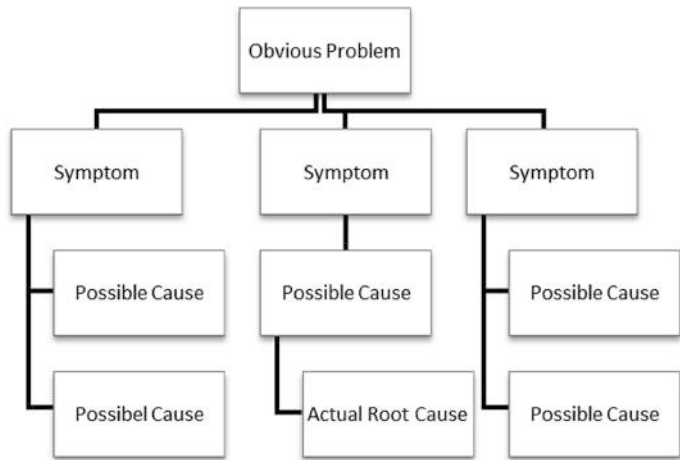 Obvious Problem
Symptom
Symptom
Symptom
Possible Cause
Possible Cause
Possible Cause
Possibel Cause
Actual Root Cause
Possible Cause